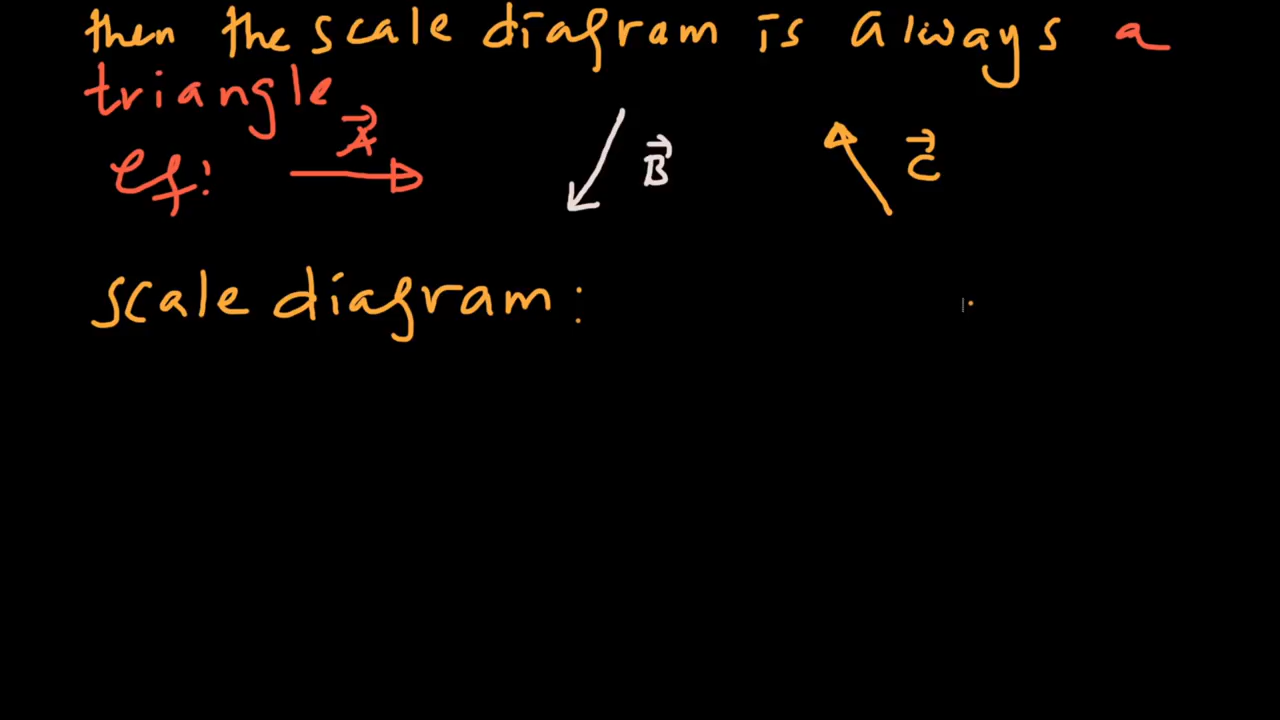 then the scale diagram is always a
triangle
eg: A⃗ B⃗ C⃗
scale diagram: